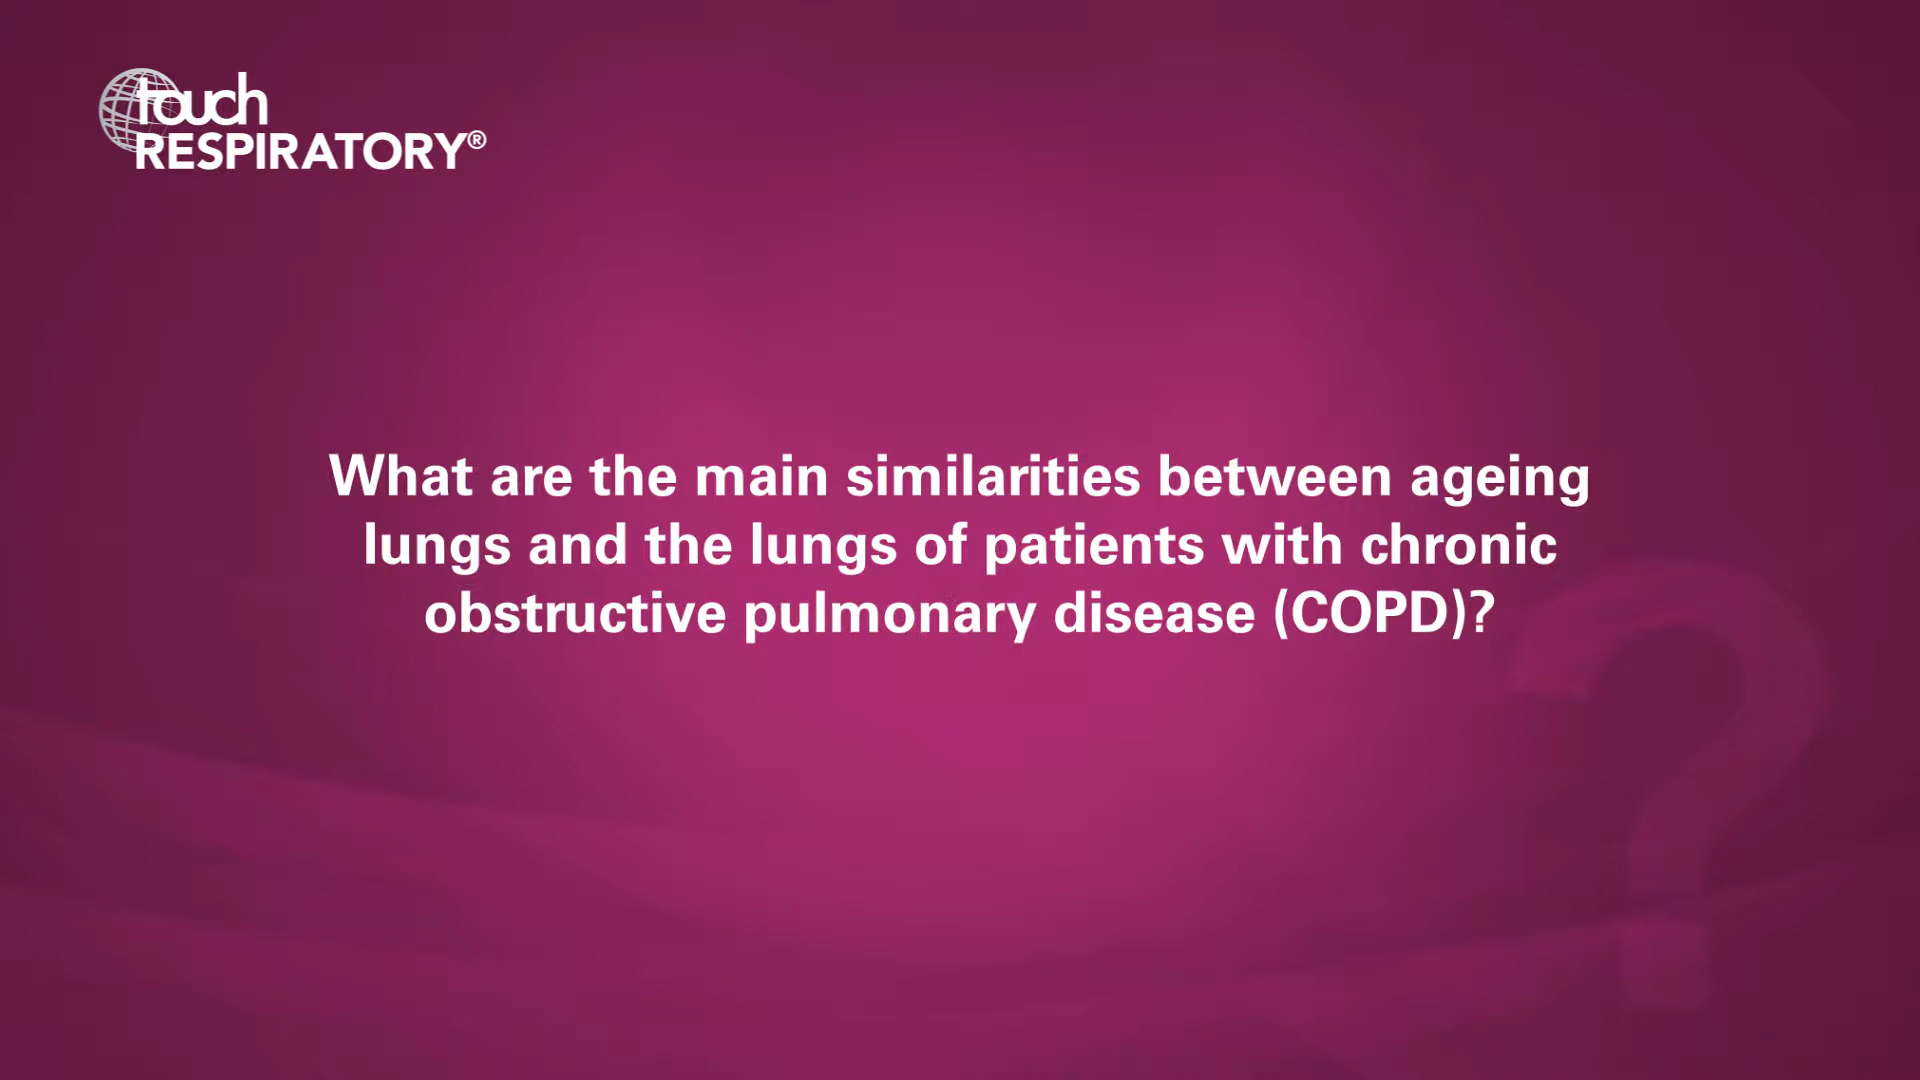 touch
RESPIRATORY®
What are the main similarities between ageing
lungs and the lungs of patients with chronic
obstructive pulmonary disease (COPD)?
?